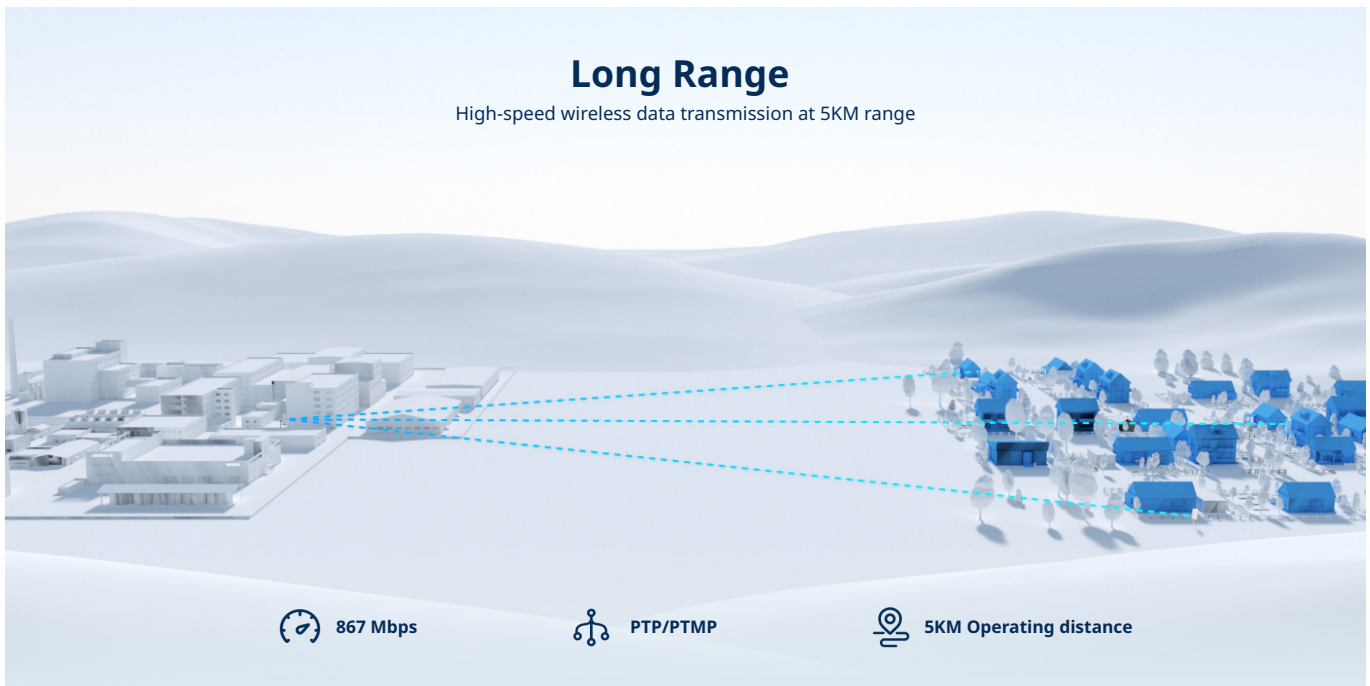 Long Range
High-speed wireless data transmission at 5KM range
867 Mbps
PTP/PTMP
5KM Operating distance